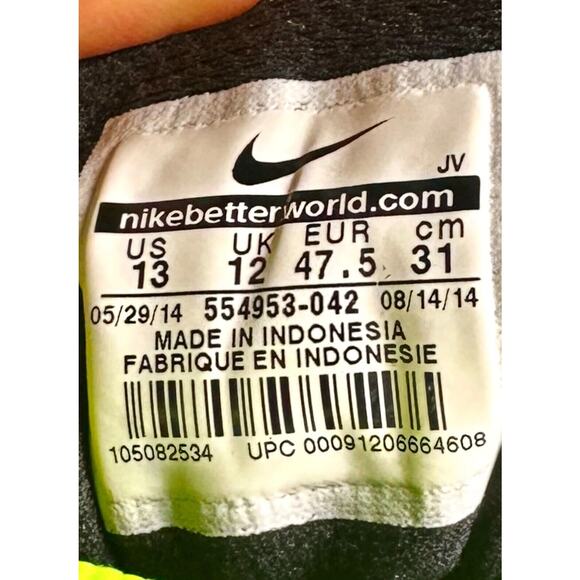 JV
nikebetterworld.com
US UK EUR cm
13 12 47.5 31
05/29/14 554953-042 08/14/14
MADE IN INDONESIA
FABRIQUE EN INDONESIE
105082534 UPC 00091206664608